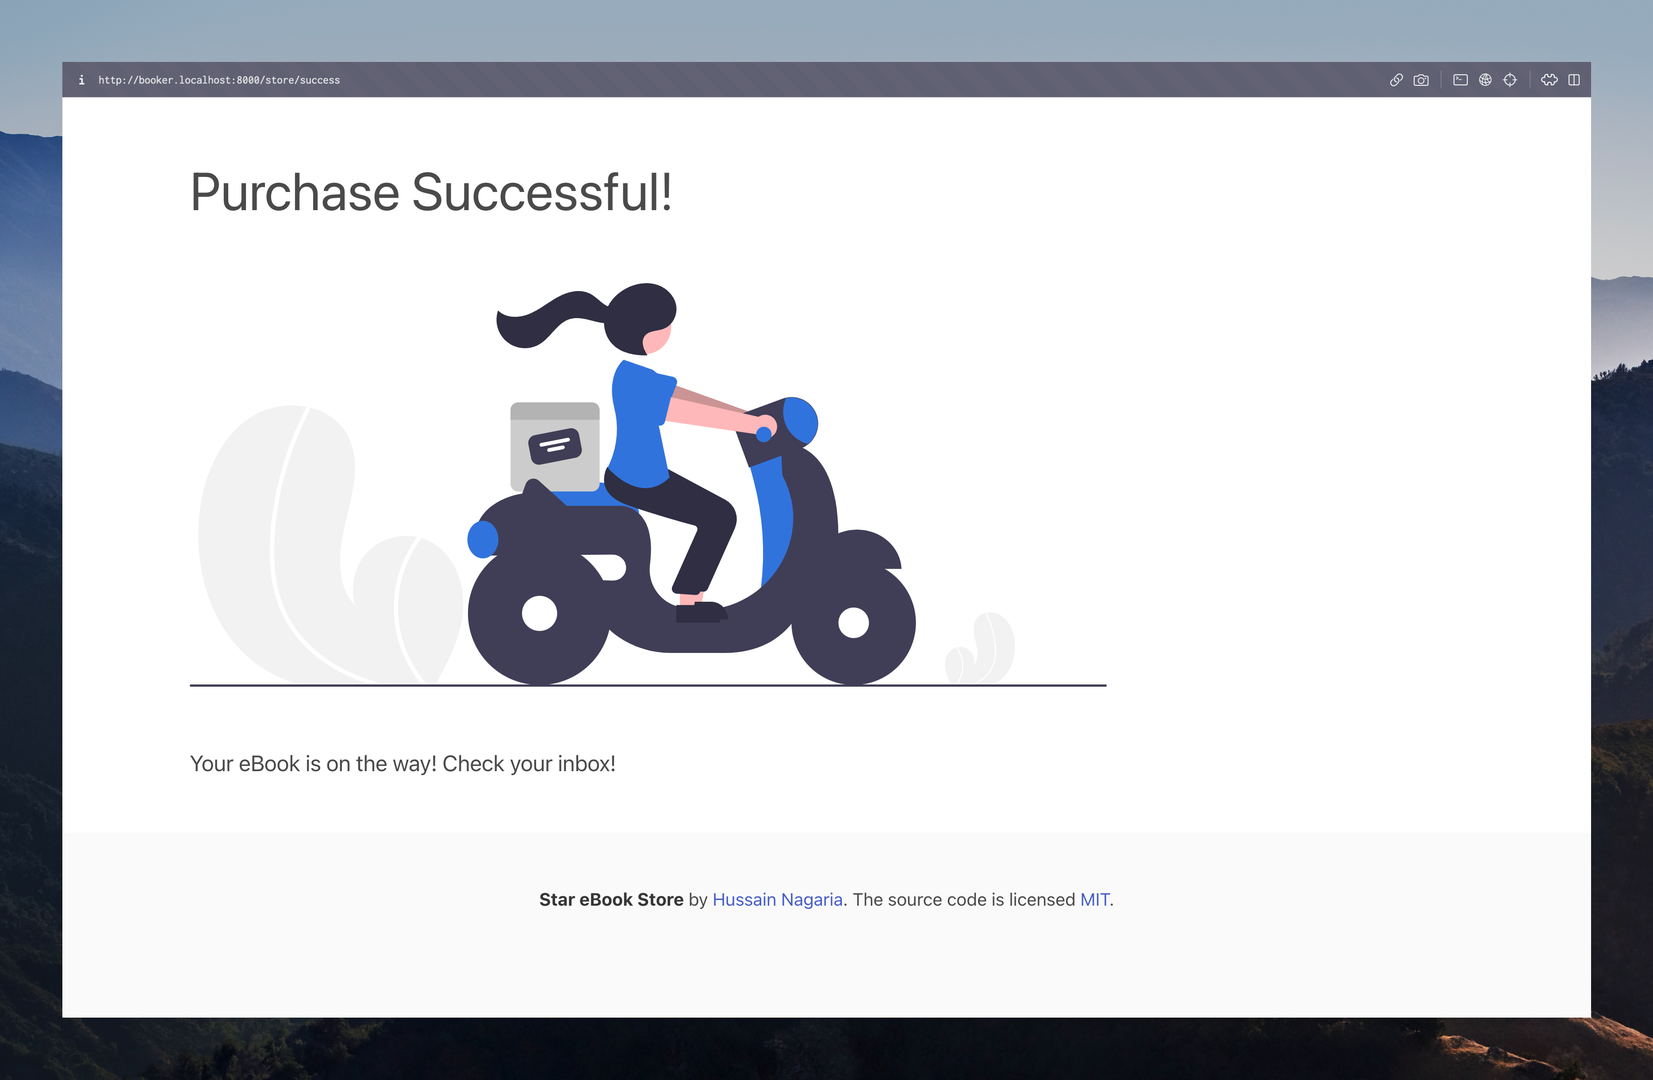 http://booker.localhost:8000/store/success
Purchase Successful!
Your eBook is on the way! Check your inbox!
Star eBook Store by Hussain Nagaria. The source code is licensed MIT.